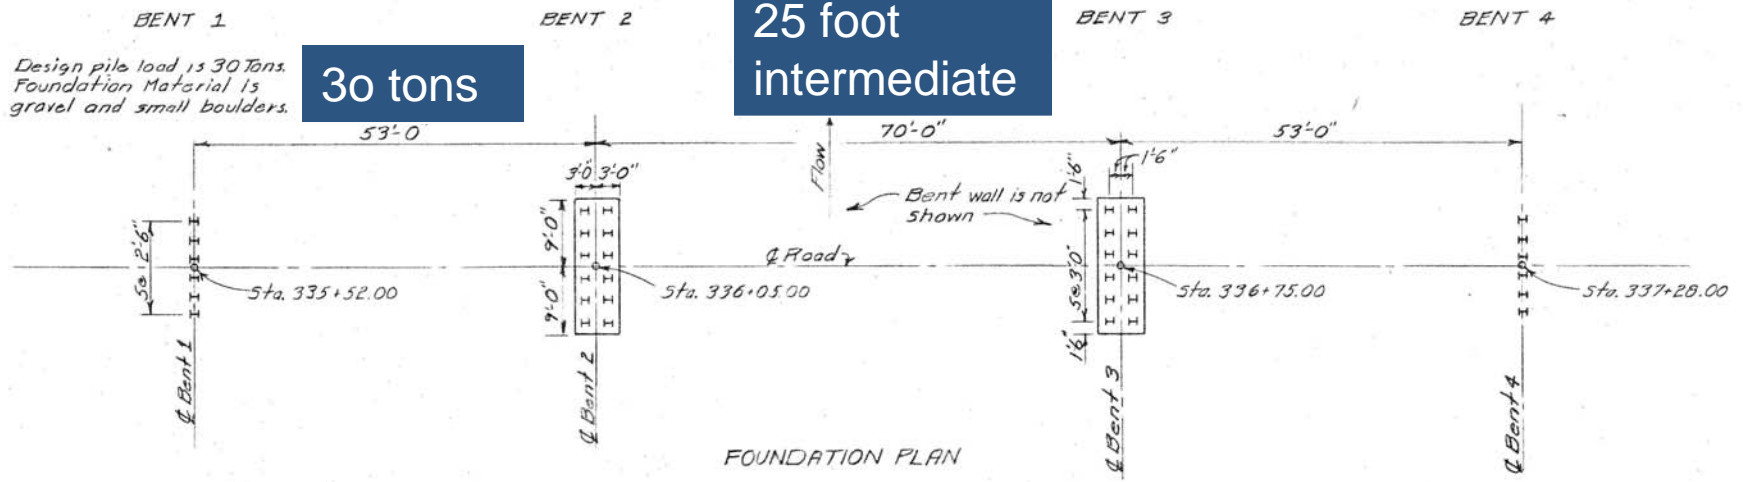 BENT 1
BENT 2
25 foot
intermediate
BENT 3
BENT 4
Design pile load is 30 Tons.
Foundation Material is
gravel and small boulders.
3o tons
53'-0
70'-0"
53'-0"
3'-0" 3'-0"
Flow
1'-6"
1'-6"
Bent wall is not
shown
9'-0"
5@ 2'-6"
℄ Road
5@3'-0"
Sta. 335+52.00
Sta. 336+05.00
Sta. 336+75.00
Sta. 337+28.00
9'-0"
1'-6"
℄ Bent 1
℄ Bent 2
℄ Bent 3
℄ Bent 4
FOUNDATION PLAN